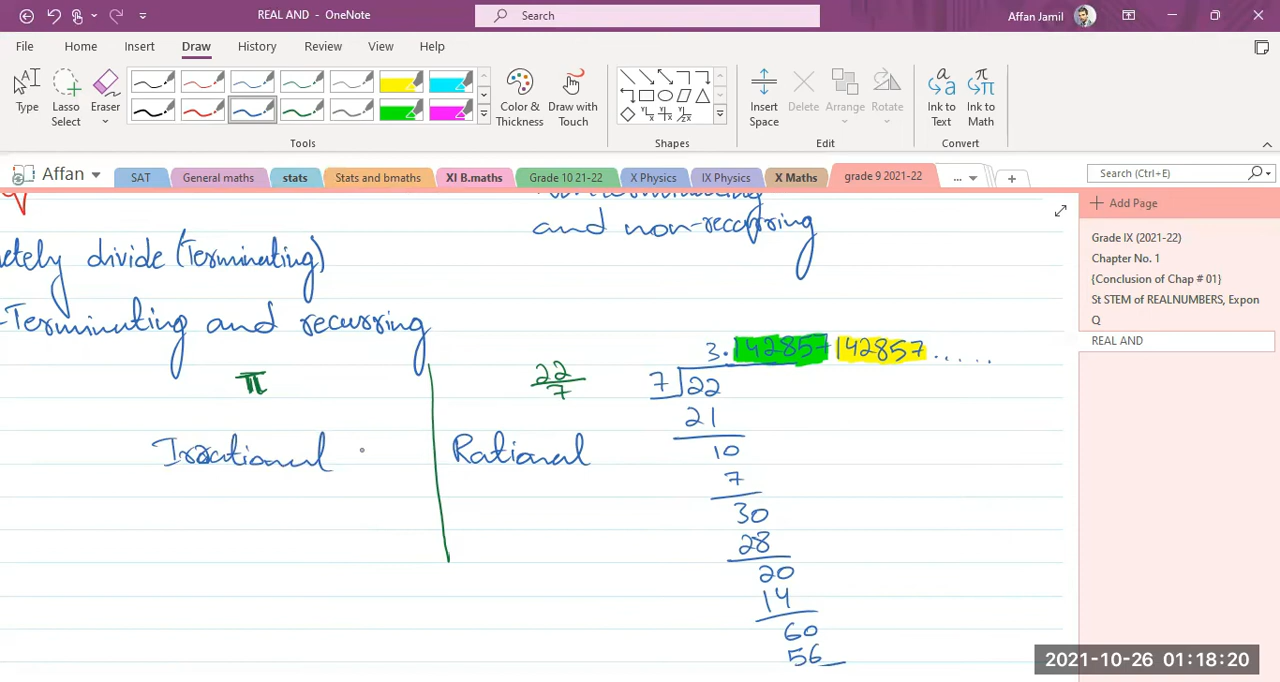 REAL AND - OneNote
Search
Affan Jamil
File Home Insert Draw History Review View Help
Type
Lasso Select
Eraser
Color & Thickness
Draw with Touch
Insert Space
Delete
Arrange
Rotate
Ink to Text
Ink to Math
Tools
Shapes
Edit
Convert
Affan
SAT
General maths
stats
Stats and bmaths
XI B.maths
Grade 10 21-22
X Physics
IX Physics
X Maths
grade 9 2021-22
...
Search (Ctrl+E)
Add Page
Grade IX (2021-22)
Chapter No. 1
{Conclusion of Chap # 01}
St STEM of REALNUMBERS, Expon
Q
REAL AND
and non-recurring
etely divide (Terminating)
-Terminating and recurring
π
Irrational
22
7
Rational
3.142857142857.....
7 22
21
10
7
30
28
20
14
60
56
2021-10-26 01:18:20